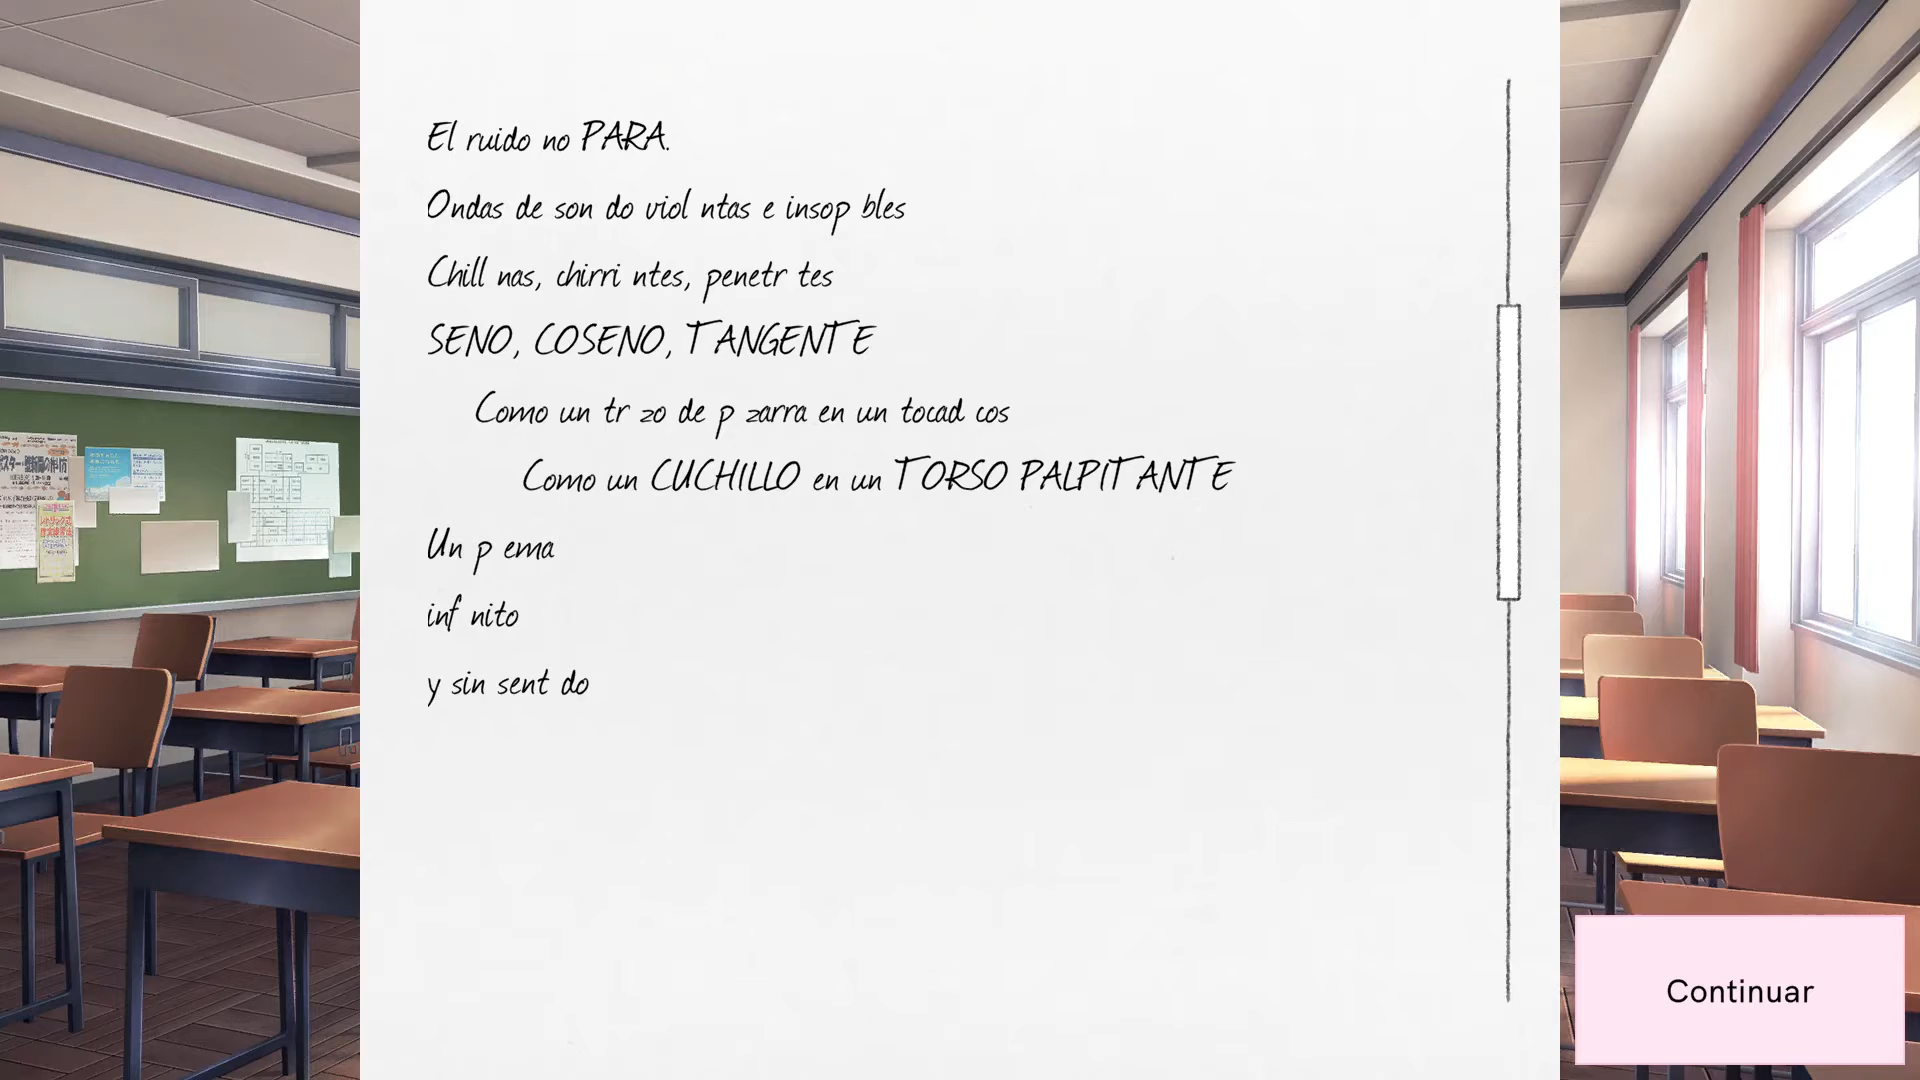 El ruido no PARA.
Ondas de son do viol ntas e insop bles
Chill nas, chirri ntes, penetr tes
SENO, COSENO, TANGENTE
Como un tr zo de p zarra en un tocad cos
Como un CUCHILLO en un TORSO PALPITANTE
Un p ema
inf nito
y sin sent do
Continuar